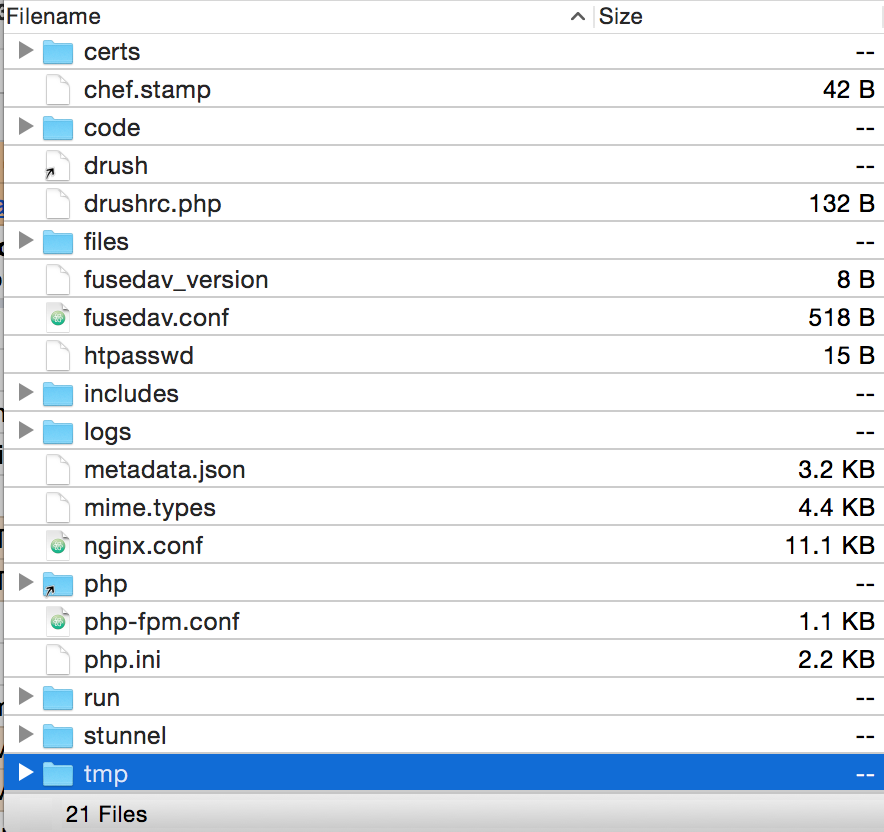 Filename Size
certs --
chef.stamp 42 B
code --
drush --
drushrc.php 132 B
files --
fusedav_version 8 B
fusedav.conf 518 B
htpasswd 15 B
includes --
logs --
metadata.json 3.2 KB
mime.types 4.4 KB
nginx.conf 11.1 KB
php --
php-fpm.conf 1.1 KB
php.ini 2.2 KB
run --
stunnel --
tmp --
21 Files